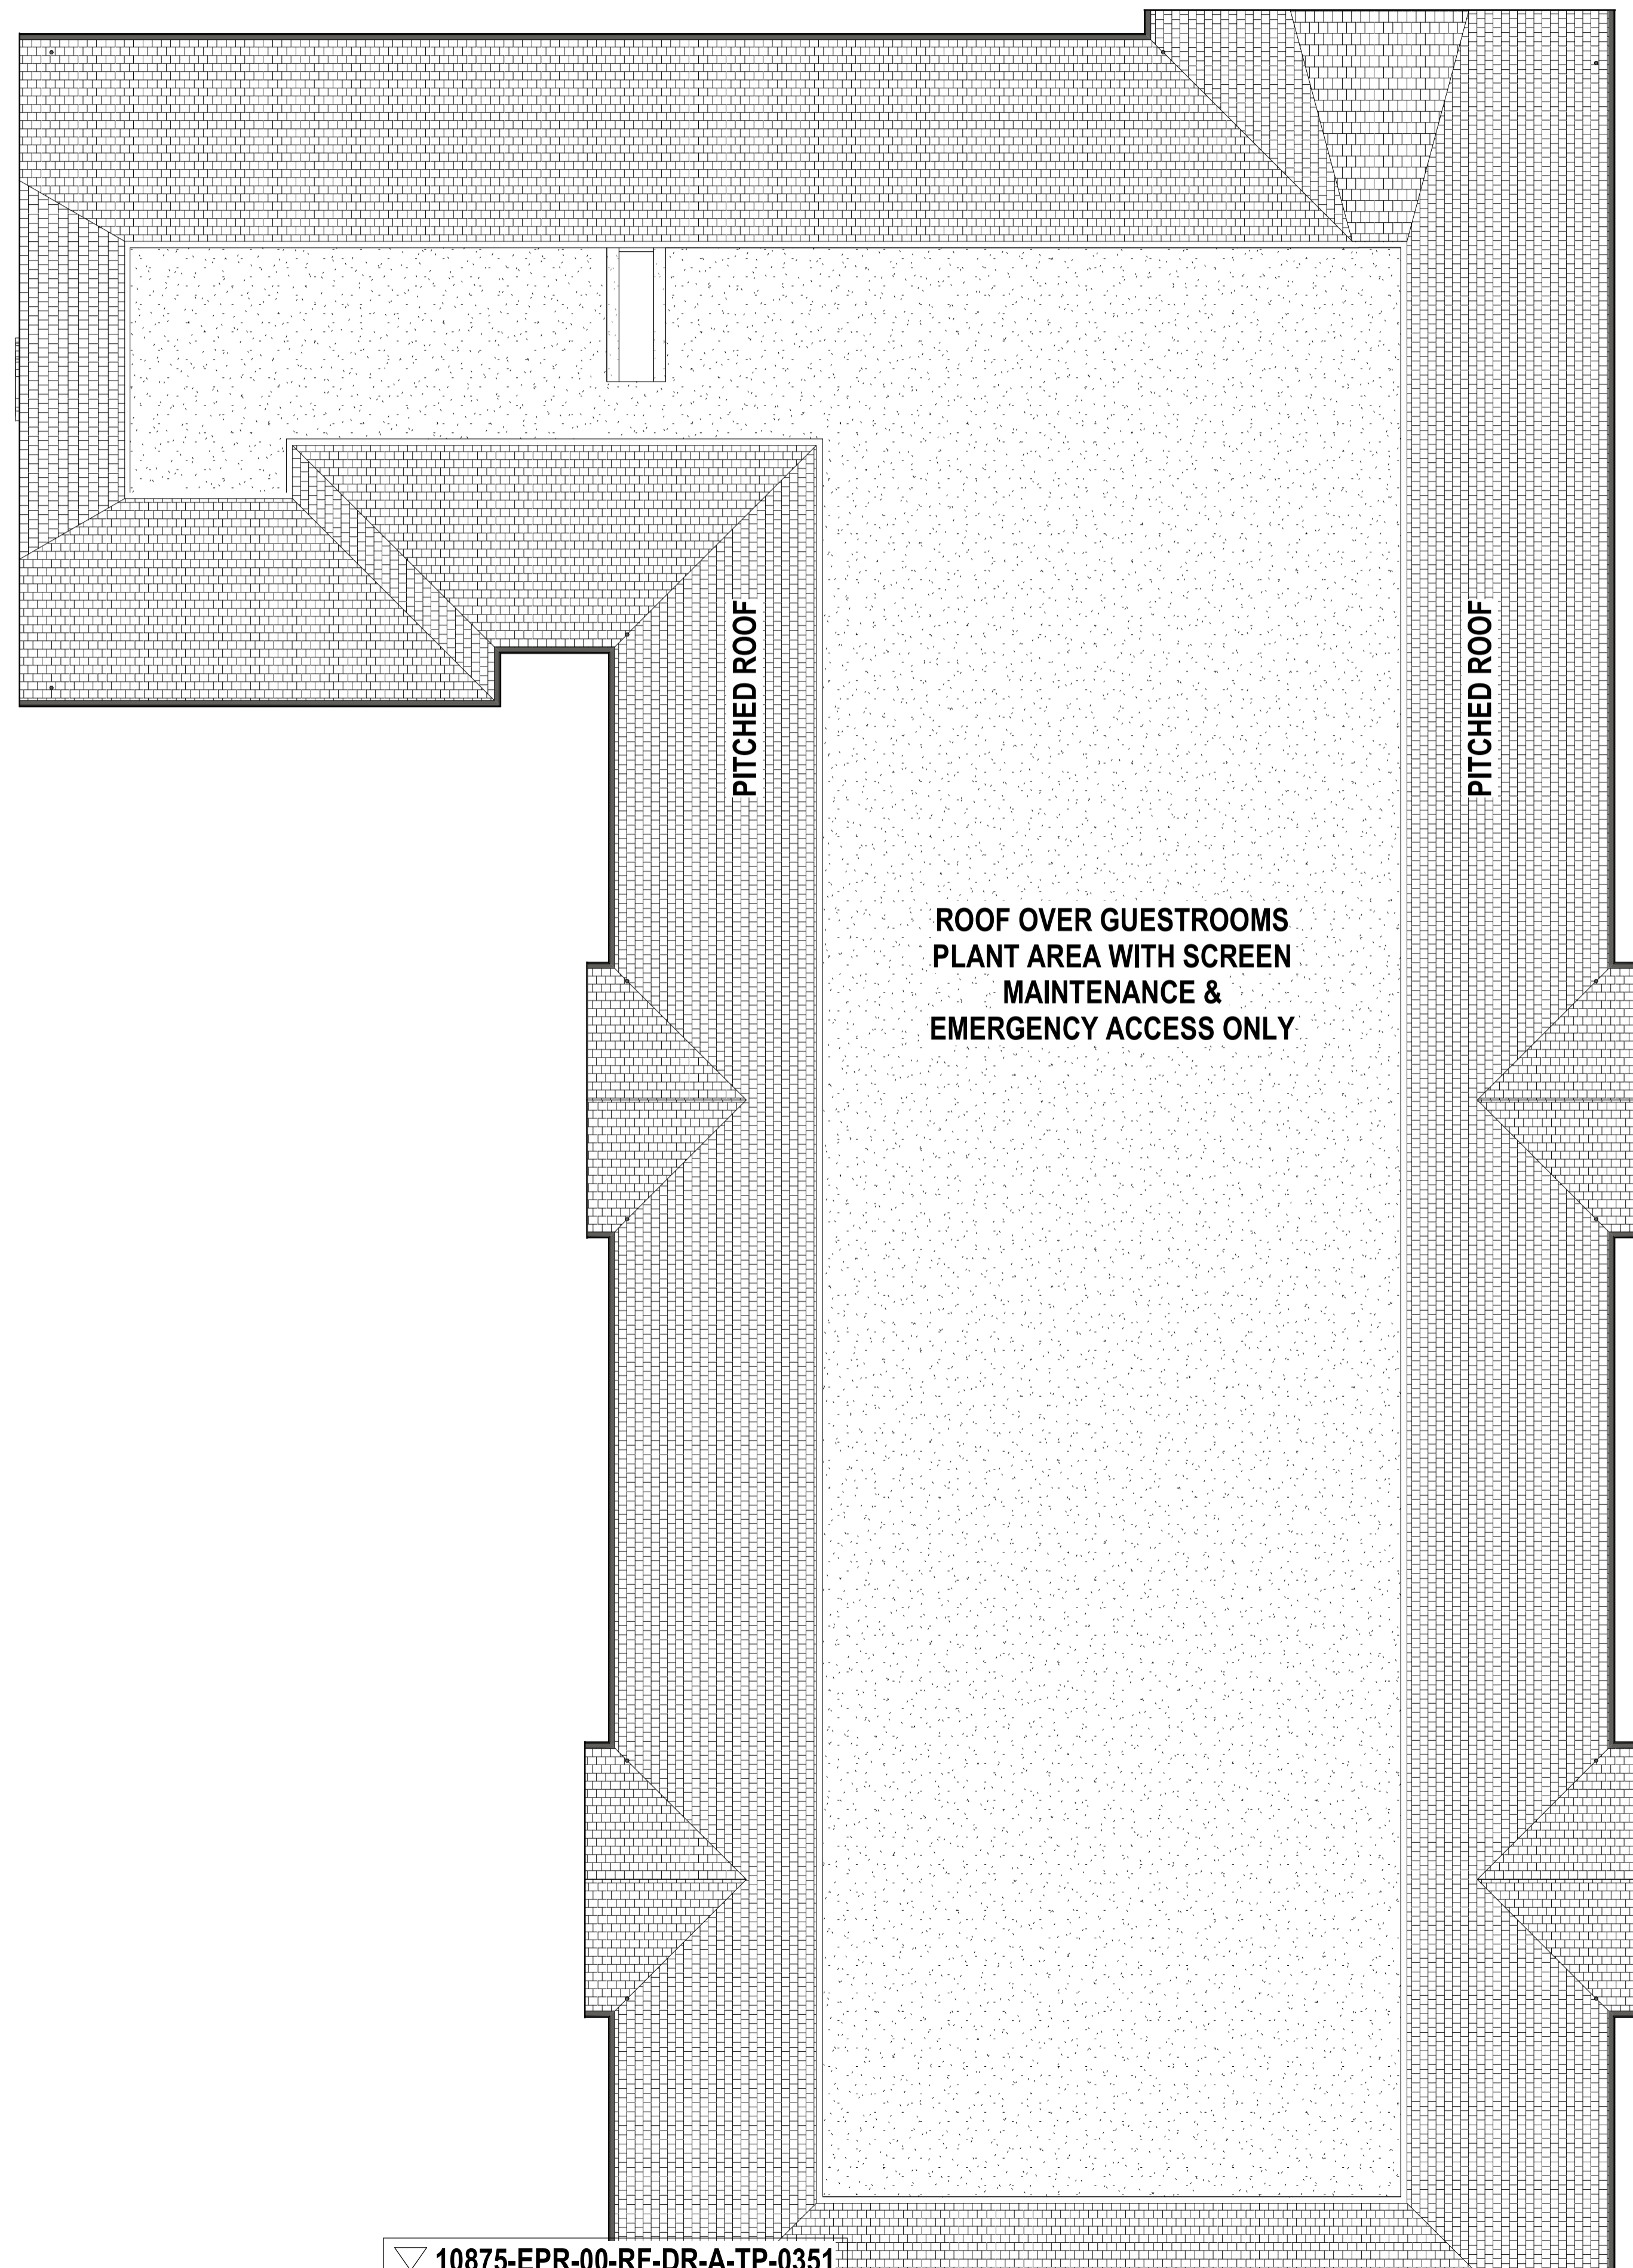 PITCHED ROOF
PITCHED ROOF
ROOF OVER GUESTROOMS
PLANT AREA WITH SCREEN
MAINTENANCE &
EMERGENCY ACCESS ONLY
10875-EPR-00-RF-DR-A-TP-0351